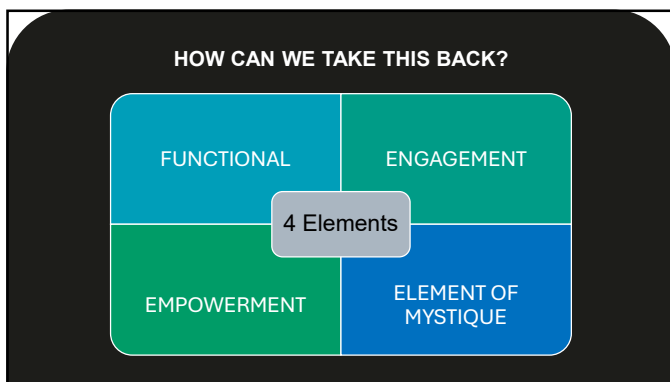 HOW CAN WE TAKE THIS BACK?
FUNCTIONAL
ENGAGEMENT
4 Elements
EMPOWERMENT
ELEMENT OF
MYSTIQUE